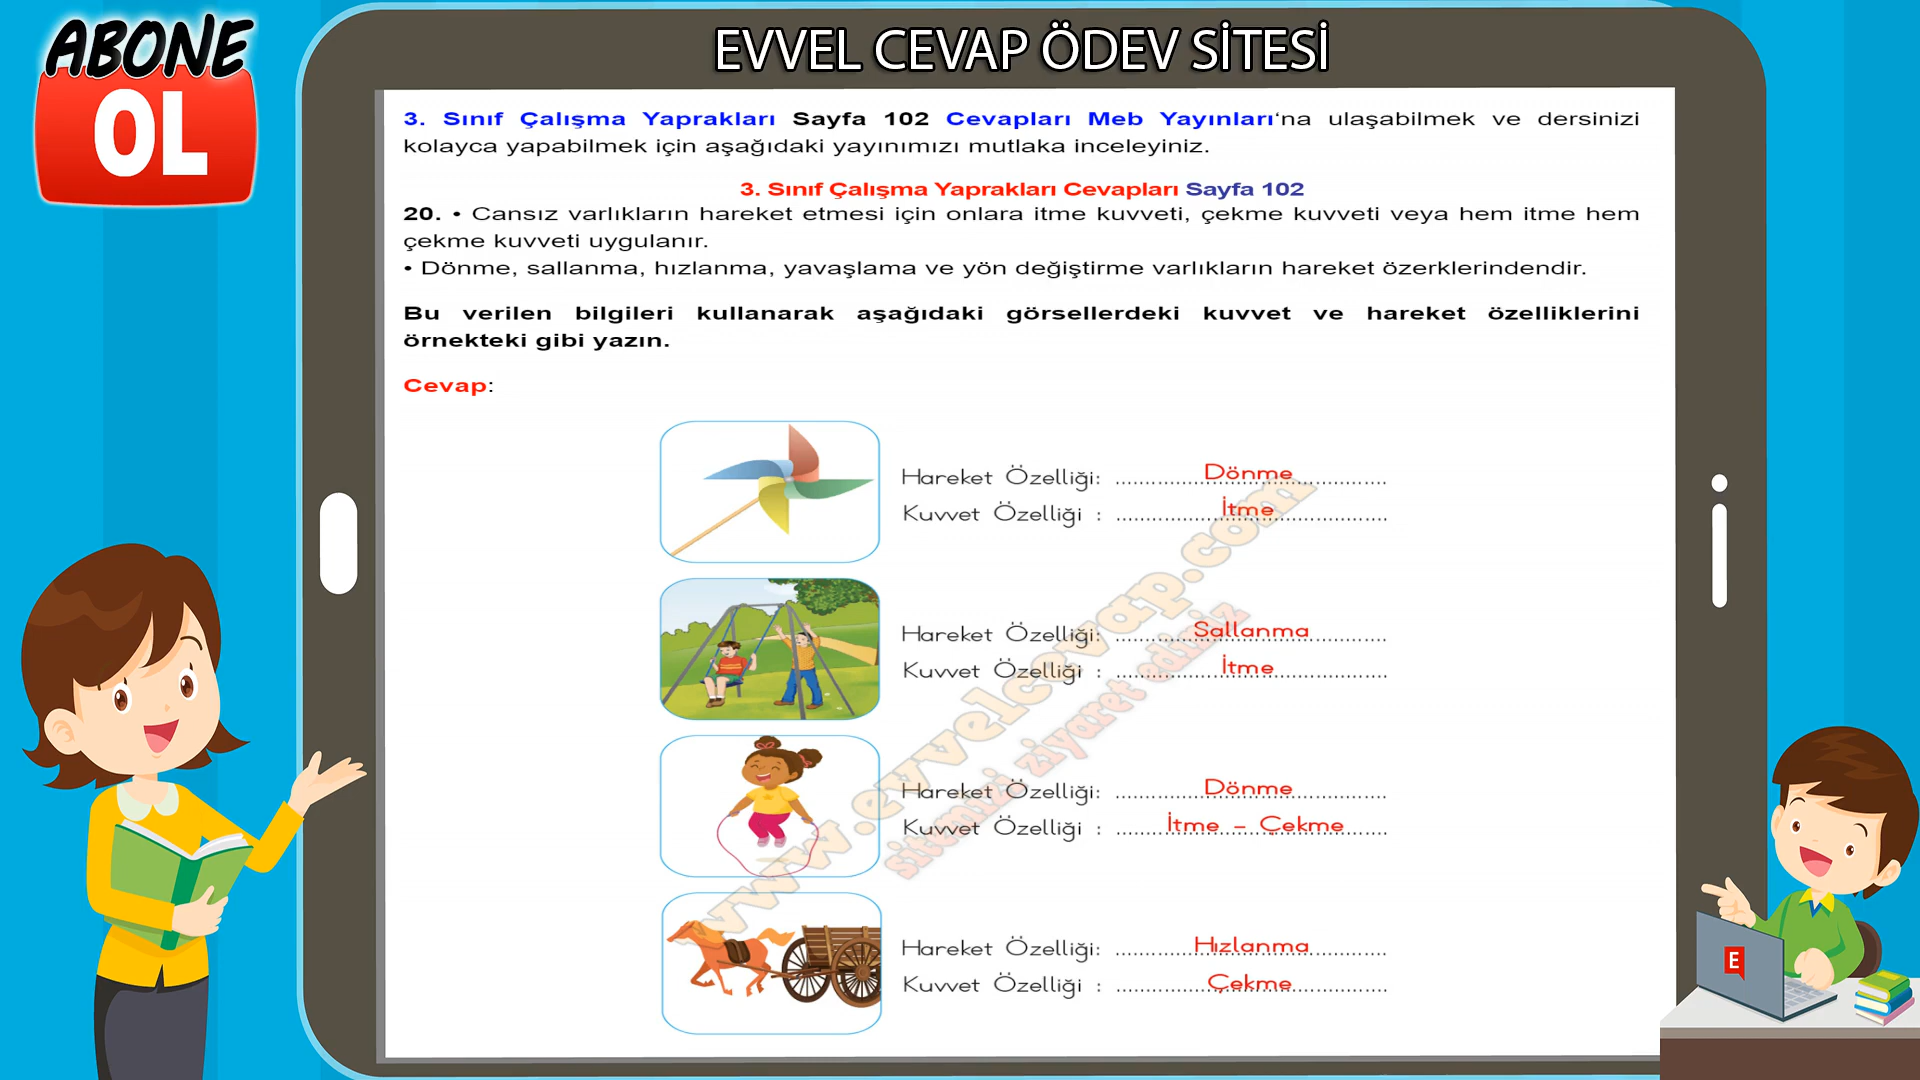 ABONE
OL
EVVEL CEVAP ÖDEV SİTESİ
3. Sınıf Çalışma Yaprakları Sayfa 102 Cevapları Meb Yayınları‘na ulaşabilmek ve dersinizi
kolayca yapabilmek için aşağıdaki yayınımızı mutlaka inceleyiniz.
3. Sınıf Çalışma Yaprakları Cevapları Sayfa 102
20. • Cansız varlıkların hareket etmesi için onlara itme kuvveti, çekme kuvveti veya hem itme hem
çekme kuvveti uygulanır.
• Dönme, sallanma, hızlanma, yavaşlama ve yön değiştirme varlıkların hareket özerklerindendir.
Bu verilen bilgileri kullanarak aşağıdaki görsellerdeki kuvvet ve hareket özelliklerini
örnekteki gibi yazın.
Cevap:
Hareket Özelliği: Dönme
Kuvvet Özelliği : İtme
Hareket Özelliği: Sallanma
Kuvvet Özelliği : İtme
Hareket Özelliği: Dönme
Kuvvet Özelliği : İtme - Çekme
Hareket Özelliği: Hızlanma
Kuvvet Özelliği : Çekme
www.evvelcevap.com
sitemizi ziyaret ediniz
E